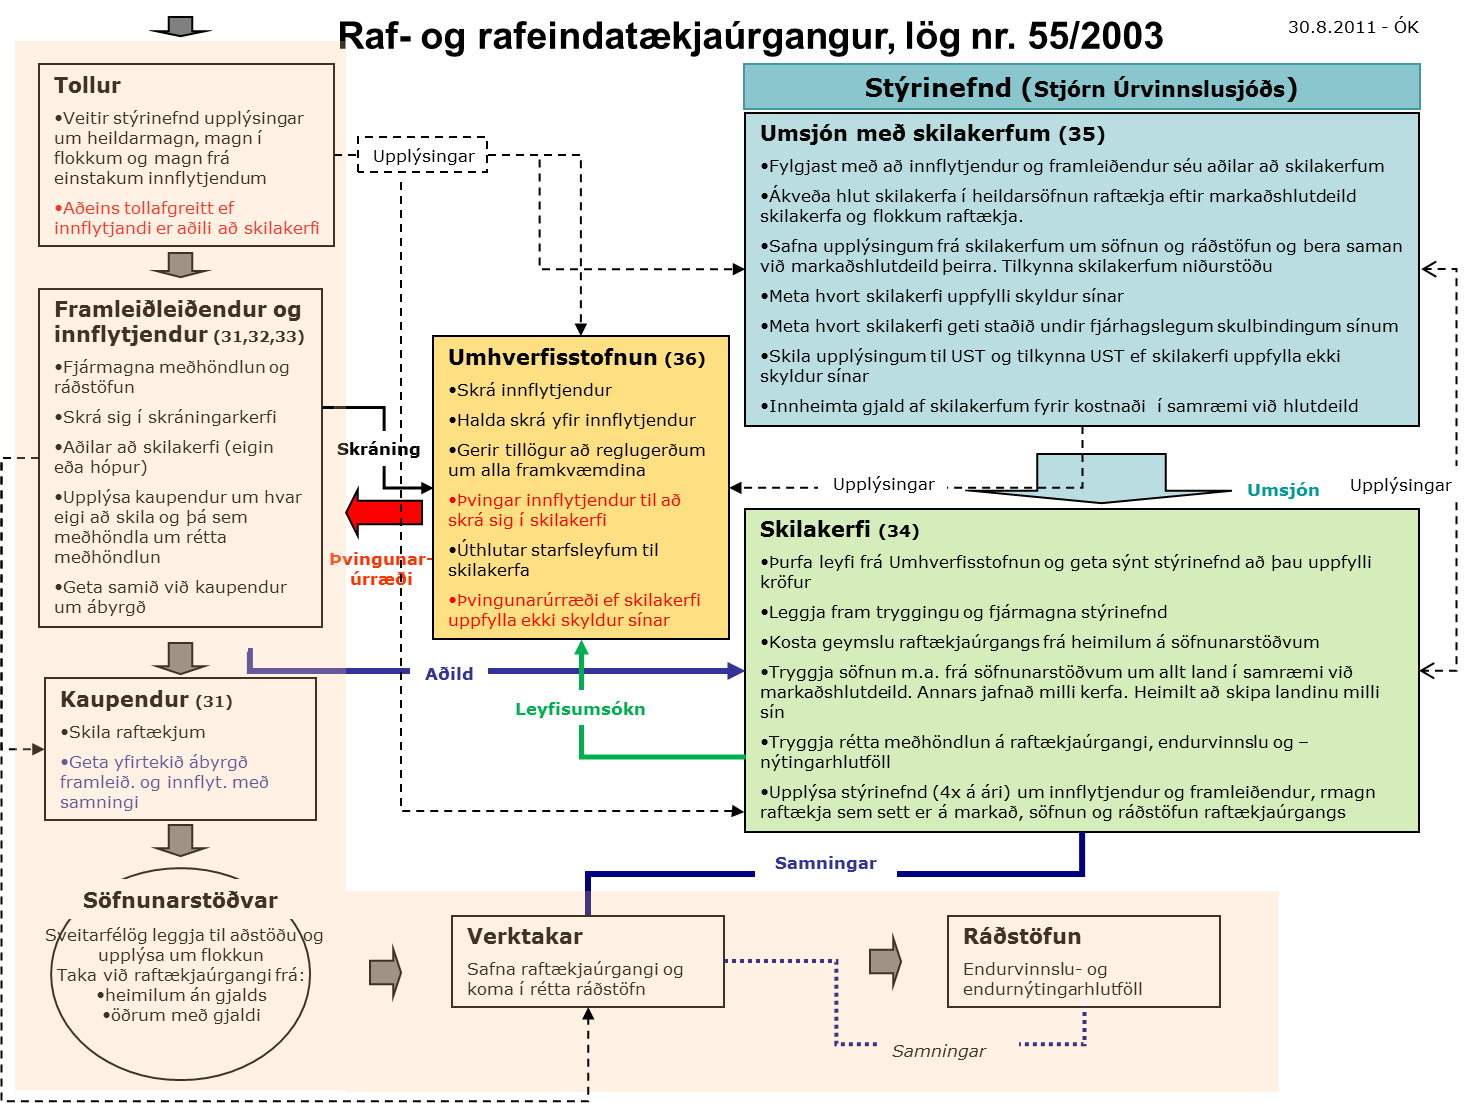 Raf- og rafeindatækjaúrgangur, lög nr. 55/2003
30.8.2011 - ÓK
Tollur
•Veitir stýrinefnd upplýsingar
um heildarmagn, magn í
flokkum og magn frá
einstakum innflytjendum
•Aðeins tollafgreitt ef
innflytjandi er aðili að skilakerfi
Upplýsingar
Stýrinefnd (Stjórn Úrvinnslusjóðs)
Umsjón með skilakerfum (35)
•Fylgjast með að innflytjendur og framleiðendur séu aðilar að skilakerfum
•Ákveða hlut skilakerfa í heildarsöfnun raftækja eftir markaðshlutdeild
skilakerfa og flokkum raftækja.
•Safna upplýsingum frá skilakerfum um söfnun og ráðstöfun og bera saman
við markaðshlutdeild þeirra. Tilkynna skilakerfum niðurstöðu
•Meta hvort skilakerfi uppfylli skyldur sínar
•Meta hvort skilakerfi geti staðið undir fjárhagslegum skulbindingum sínum
•Skila upplýsingum til UST og tilkynna UST ef skilakerfi uppfylla ekki
skyldur sínar
•Innheimta gjald af skilakerfum fyrir kostnaði í samræmi við hlutdeild
Framleiðleiðendur og
innflytjendur (31,32,33)
•Fjármagna meðhöndlun og
ráðstöfun
•Skrá sig í skráningarkerfi
•Aðilar að skilakerfi (eigin
eða hópur)
•Upplýsa kaupendur um hvar
eigi að skila og þá sem
meðhöndla um rétta
meðhöndlun
•Geta samið við kaupendur
um ábyrgð
Skráning
Þvingunar-
úrræði
Umhverfisstofnun (36)
•Skrá innflytjendur
•Halda skrá yfir innflytjendur
•Gerir tillögur að reglugerðum
um alla framkvæmdina
•Þvingar innflytjendur til að
skrá sig í skilakerfi
•Úthlutar starfsleyfum til
skilakerfa
•Þvingunarúrræði ef skilakerfi
uppfylla ekki skyldur sínar
Upplýsingar
Umsjón
Upplýsingar
Skilakerfi (34)
•Þurfa leyfi frá Umhverfisstofnun og geta sýnt stýrinefnd að þau uppfylli
kröfur
•Leggja fram tryggingu og fjármagna stýrinefnd
•Kosta geymslu raftækjaúrgangs frá heimilum á söfnunarstöðvum
•Tryggja söfnun m.a. frá söfnunarstöðvum um allt land í samræmi við
markaðshlutdeild. Annars jafnað milli kerfa. Heimilt að skipa landinu milli
sín
•Tryggja rétta meðhöndlun á raftækjaúrgangi, endurvinnslu og –
nýtingarhlutföll
•Upplýsa stýrinefnd (4x á ári) um innflytjendur og framleiðendur, rmagn
raftækja sem sett er á markað, söfnun og ráðstöfun raftækjaúrgangs
Aðild
Leyfisumsókn
Kaupendur (31)
•Skila raftækjum
•Geta yfirtekið ábyrgð
framleið. og innflyt. með
samningi
Samningar
Söfnunarstöðvar
Sveitarfélög leggja til aðstöðu og
upplýsa um flokkun
Taka við raftækjaúrgangi frá:
•heimilum án gjalds
•öðrum með gjaldi
Verktakar
Safna raftækjaúrgangi og
koma í rétta ráðstöfn
Ráðstöfun
Endurvinnslu- og
endurnýtingarhlutföll
Samningar